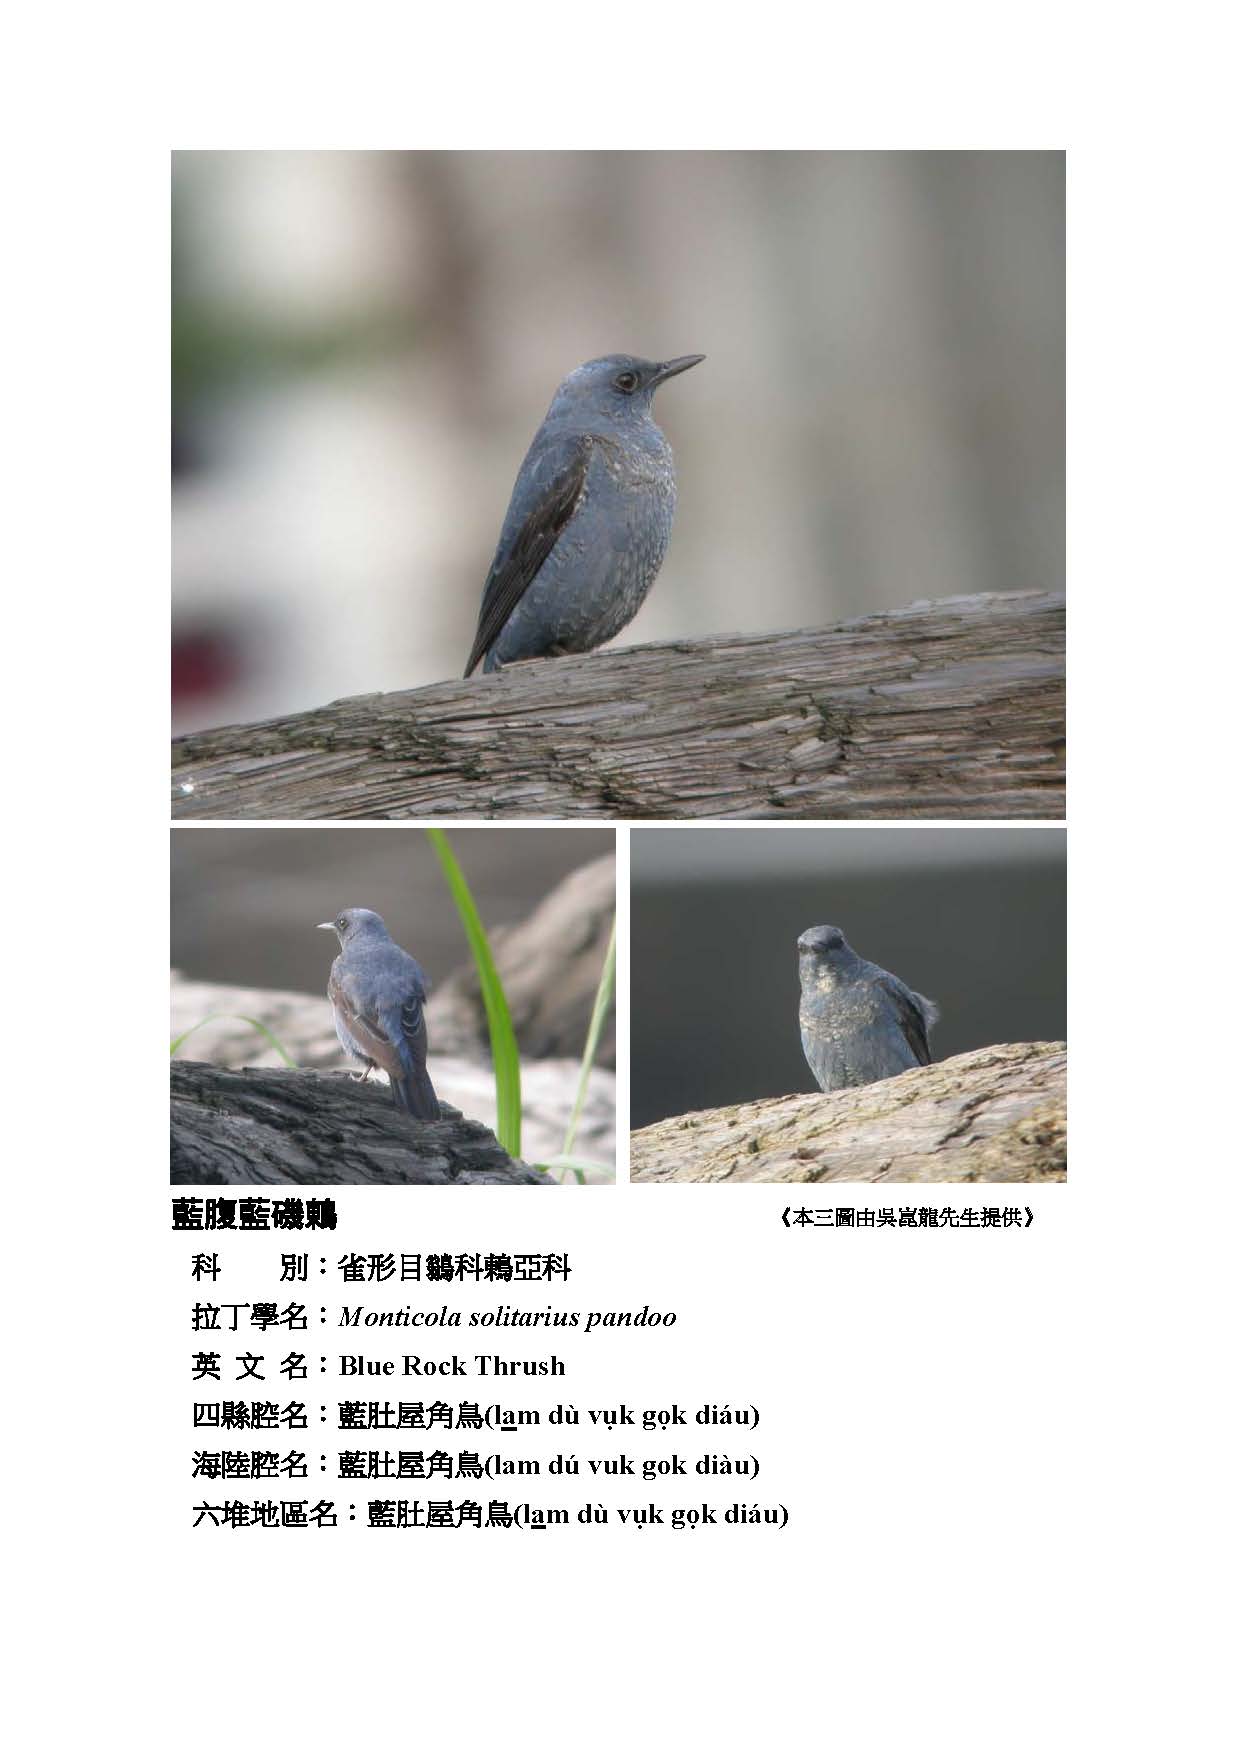 藍腹藍磯鶇 《本三圖由吳崑龍先生提供》
科　　別：雀形目鶲科鶇亞科
拉丁學名：Monticola solitarius pandoo
英 文 名：Blue Rock Thrush
四縣腔名：藍肚屋角鳥(la̲m dù vụk gọk diáu)
海陸腔名：藍肚屋角鳥(lam dú vuk gok diàu)
六堆地區名：藍肚屋角鳥(la̲m dù vụk gọk diáu)